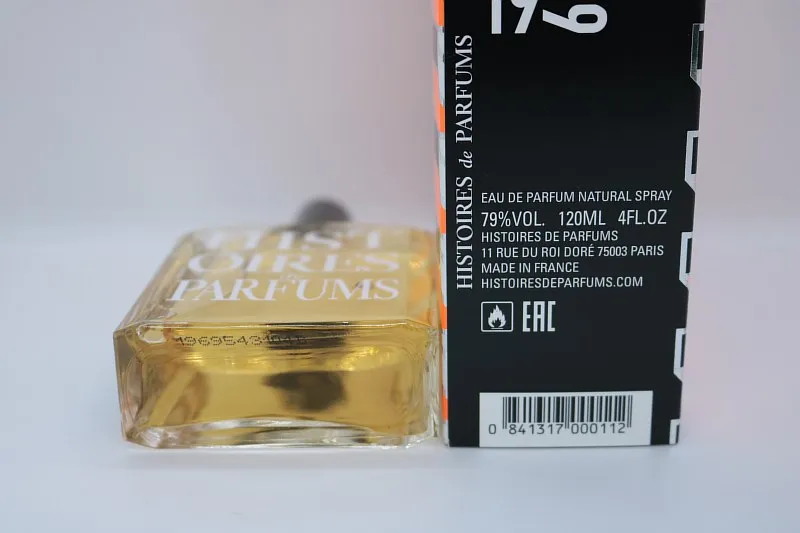 HIST
OIRES
de
PARFUMS
196
HISTOIRES de PARFUMS
EAU DE PARFUM NATURAL SPRAY
79%VOL. 120ML 4FL.OZ
HISTOIRES DE PARFUMS
11 RUE DU ROI DORÉ 75003 PARIS
MADE IN FRANCE
HISTOIRESDEPARFUMS.COM
EAC
0 841317 000112